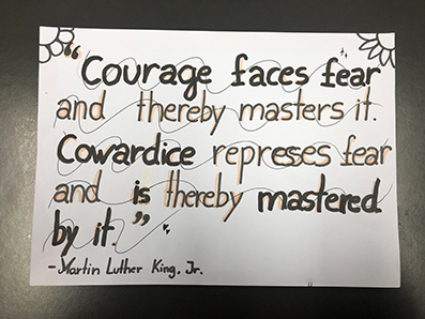 "Courage faces fear
and thereby masters it.
Cowardice represes fear
and is thereby mastered
by it."
- Martin Luther King, Jr.